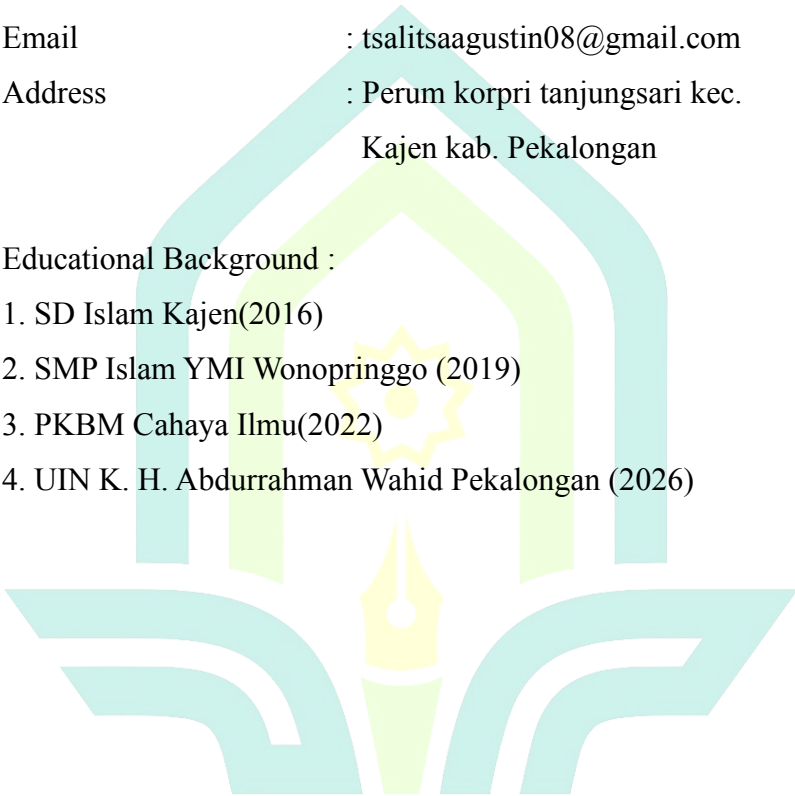 Email : tsalitsaagustin08@gmail.com
Address : Perum korpri tanjungsari kec.
Kajen kab. Pekalongan
Educational Background :
1. SD Islam Kajen(2016)
2. SMP Islam YMI Wonopringgo (2019)
3. PKBM Cahaya Ilmu(2022)
4. UIN K. H. Abdurrahman Wahid Pekalongan (2026)